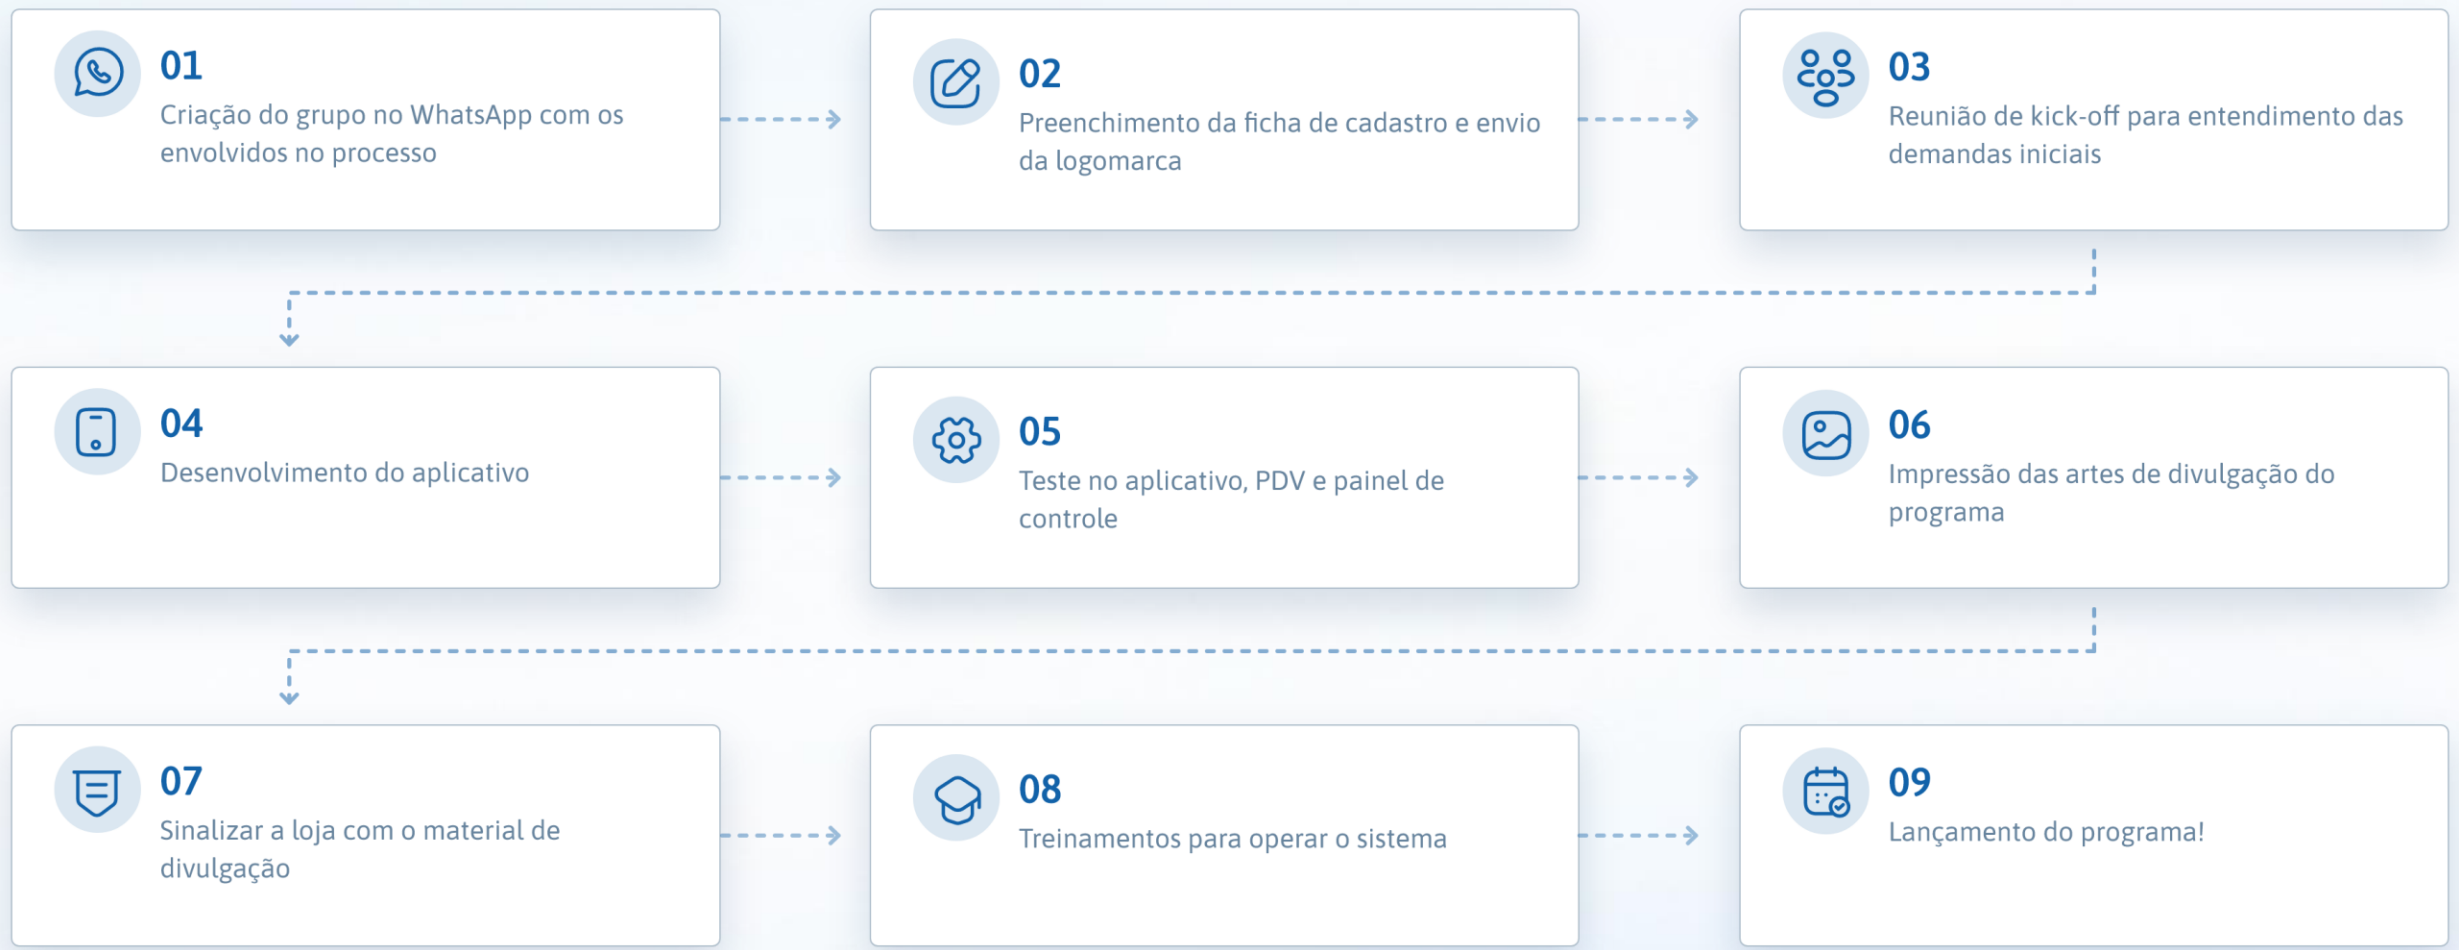 01
Criação do grupo no WhatsApp com os
envolvidos no processo
02
Preenchimento da ficha de cadastro e envio
da logomarca
03
Reunião de kick-off para entendimento das
demandas iniciais
04
Desenvolvimento do aplicativo
05
Teste no aplicativo, PDV e painel de
controle
06
Impressão das artes de divulgação do
programa
07
Sinalizar a loja com o material de
divulgação
08
Treinamentos para operar o sistema
09
Lançamento do programa!